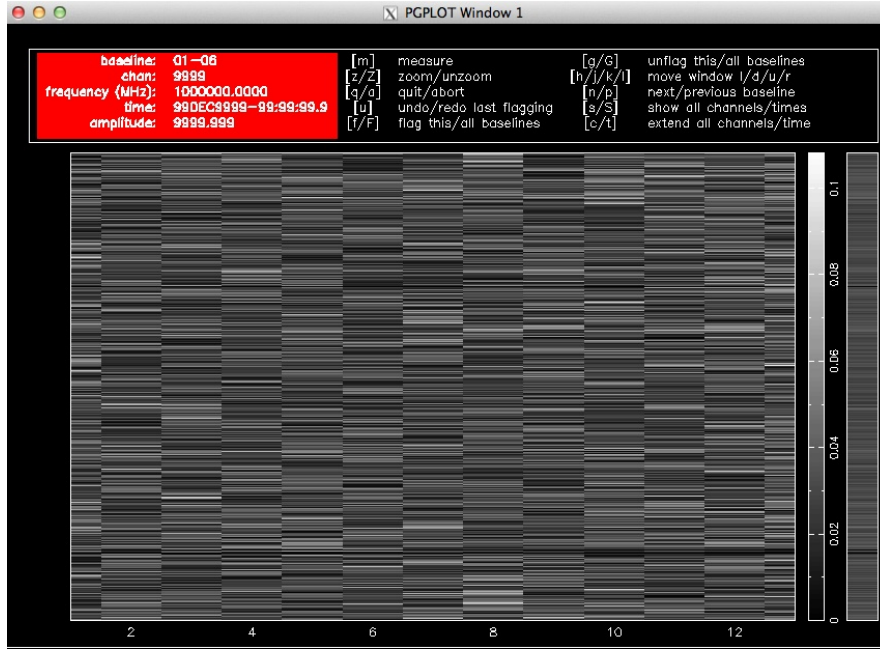 PGPLOT Window 1
baseline: 01-06
chan: 9999
frequency (MHz): 1000000.0000
time: 99DEC9999-99:99:99.9
amplitude: 9999.999
[m] measure
[z/Z] zoom/unzoom
[q/a] quit/abort
[u] undo/redo last flagging
[f/F] flag this/all baselines
[g/G] unflag this/all baselines
[h/j/k/l] move window l/d/u/r
[n/p] next/previous baseline
[s/S] show all channels/times
[c/t] extend all channels/time
0.1
0.08
0.06
0.04
0.02
0
2 4 6 8 10 12